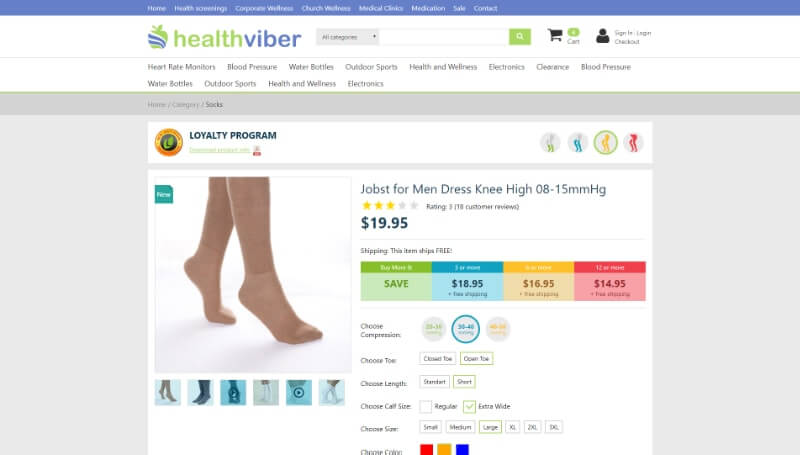 Home Health screenings Corporate Wellness Church Wellness Medical Clinics Medication Sale Contact
healthviber
All categories
Cart
Sign In Login
Checkout
Heart Rate Monitors Blood Pressure Water Bottles Outdoor Sports Health and Wellness Electronics Clearance Blood Pressure
Water Bottles Outdoor Sports Health and Wellness Electronics
Home / Category / Socks
LOYALTY PROGRAM
Download product info
New
Jobst for Men Dress Knee High 08-15mmHg
Rating: 3 (18 customer reviews)
$19.95
Shipping: This item ships FREE!
Buy More & 3 or more 6 or more 12 or more
SAVE $18.95 $16.95 $14.95
+ free shipping + free shipping + free shipping
Choose
Compression:
20-30 30-40 40-50
Choose Toe: Closed Toe Open Toe
Choose Length: Standart Short
Choose Calf Size: Regular Extra Wide
Choose Size: Small Medium Large XL 2XL 3XL
Choose Color: